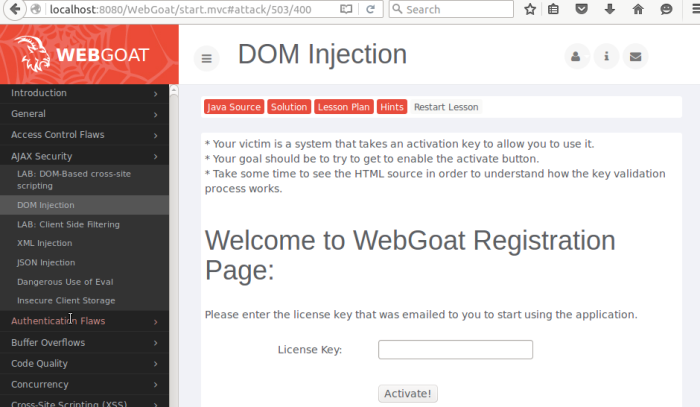 localhost:8080/WebGoat/start.mvc#attack/503/400
Search
WEBGOAT
DOM Injection
Introduction
General
Access Control Flaws
AJAX Security
LAB: DOM-Based cross-site
scripting
DOM Injection
LAB: Client Side Filtering
XML Injection
JSON Injection
Dangerous Use of Eval
Insecure Client Storage
Authentication Flaws
Buffer Overflows
Code Quality
Concurrency
Cross-Site Scripting (XSS)
Java Source Solution Lesson Plan Hints Restart Lesson
* Your victim is a system that takes an activation key to allow you to use it.
* Your goal should be to try to get to enable the activate button.
* Take some time to see the HTML source in order to understand how the key validation
process works.
Welcome to WebGoat Registration
Page:
Please enter the license key that was emailed to you to start using the application.
License Key:
Activate!